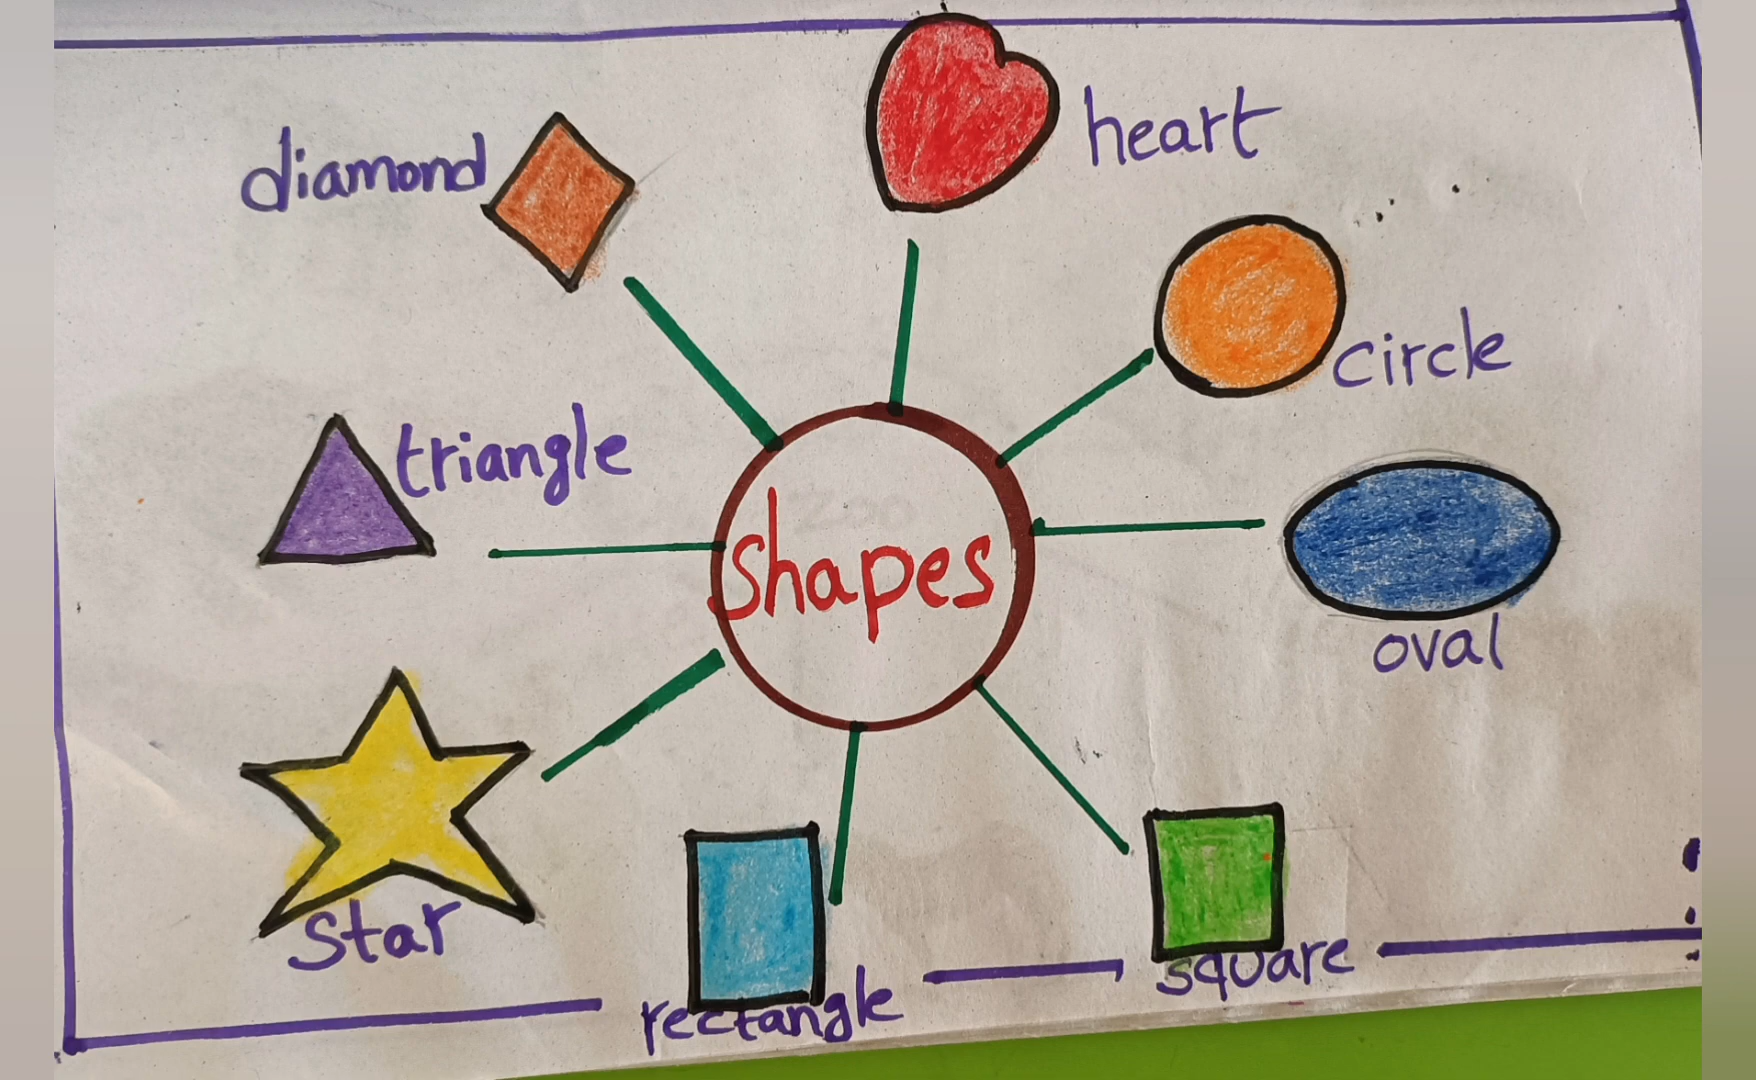 heart
diamond
circle
triangle
shapes
oval
star
square
rectangle